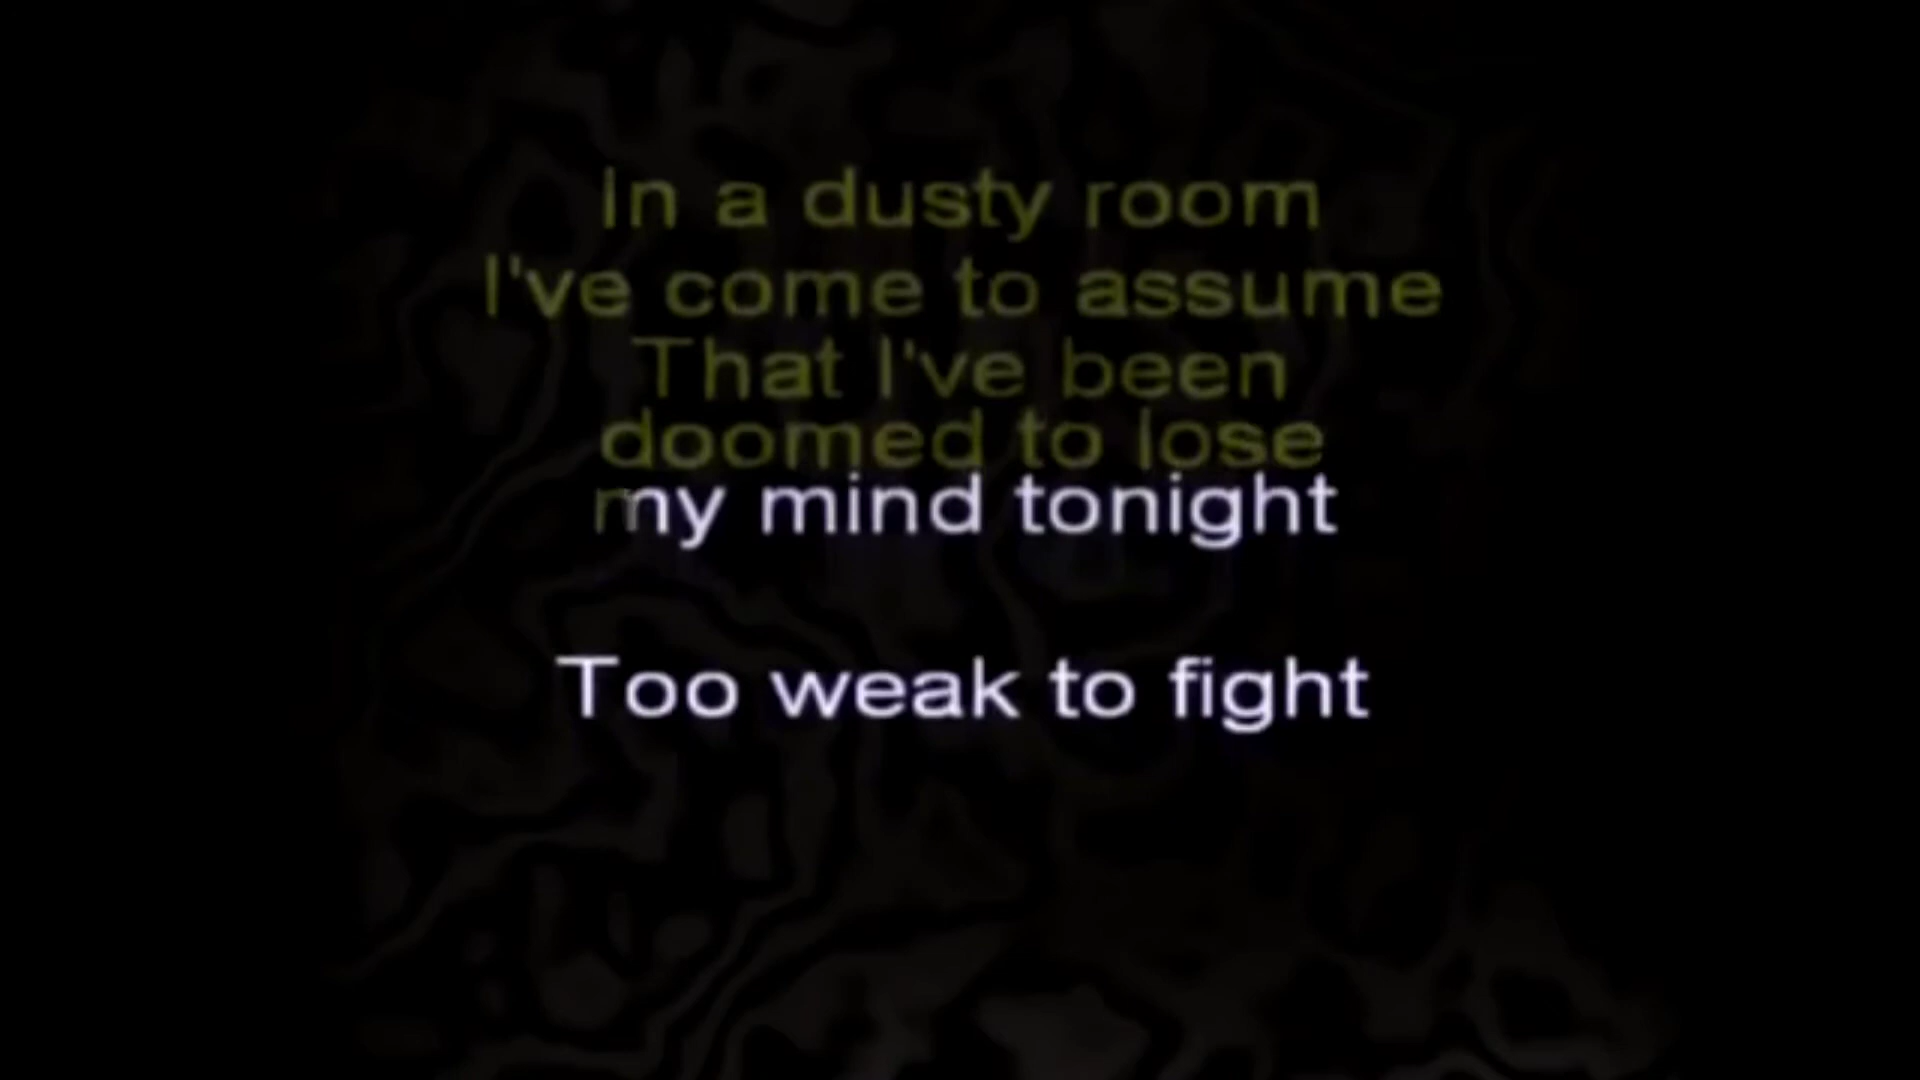 In a dusty room
I've come to assume
That I've been
doomed to lose
my mind tonight
Too weak to fight